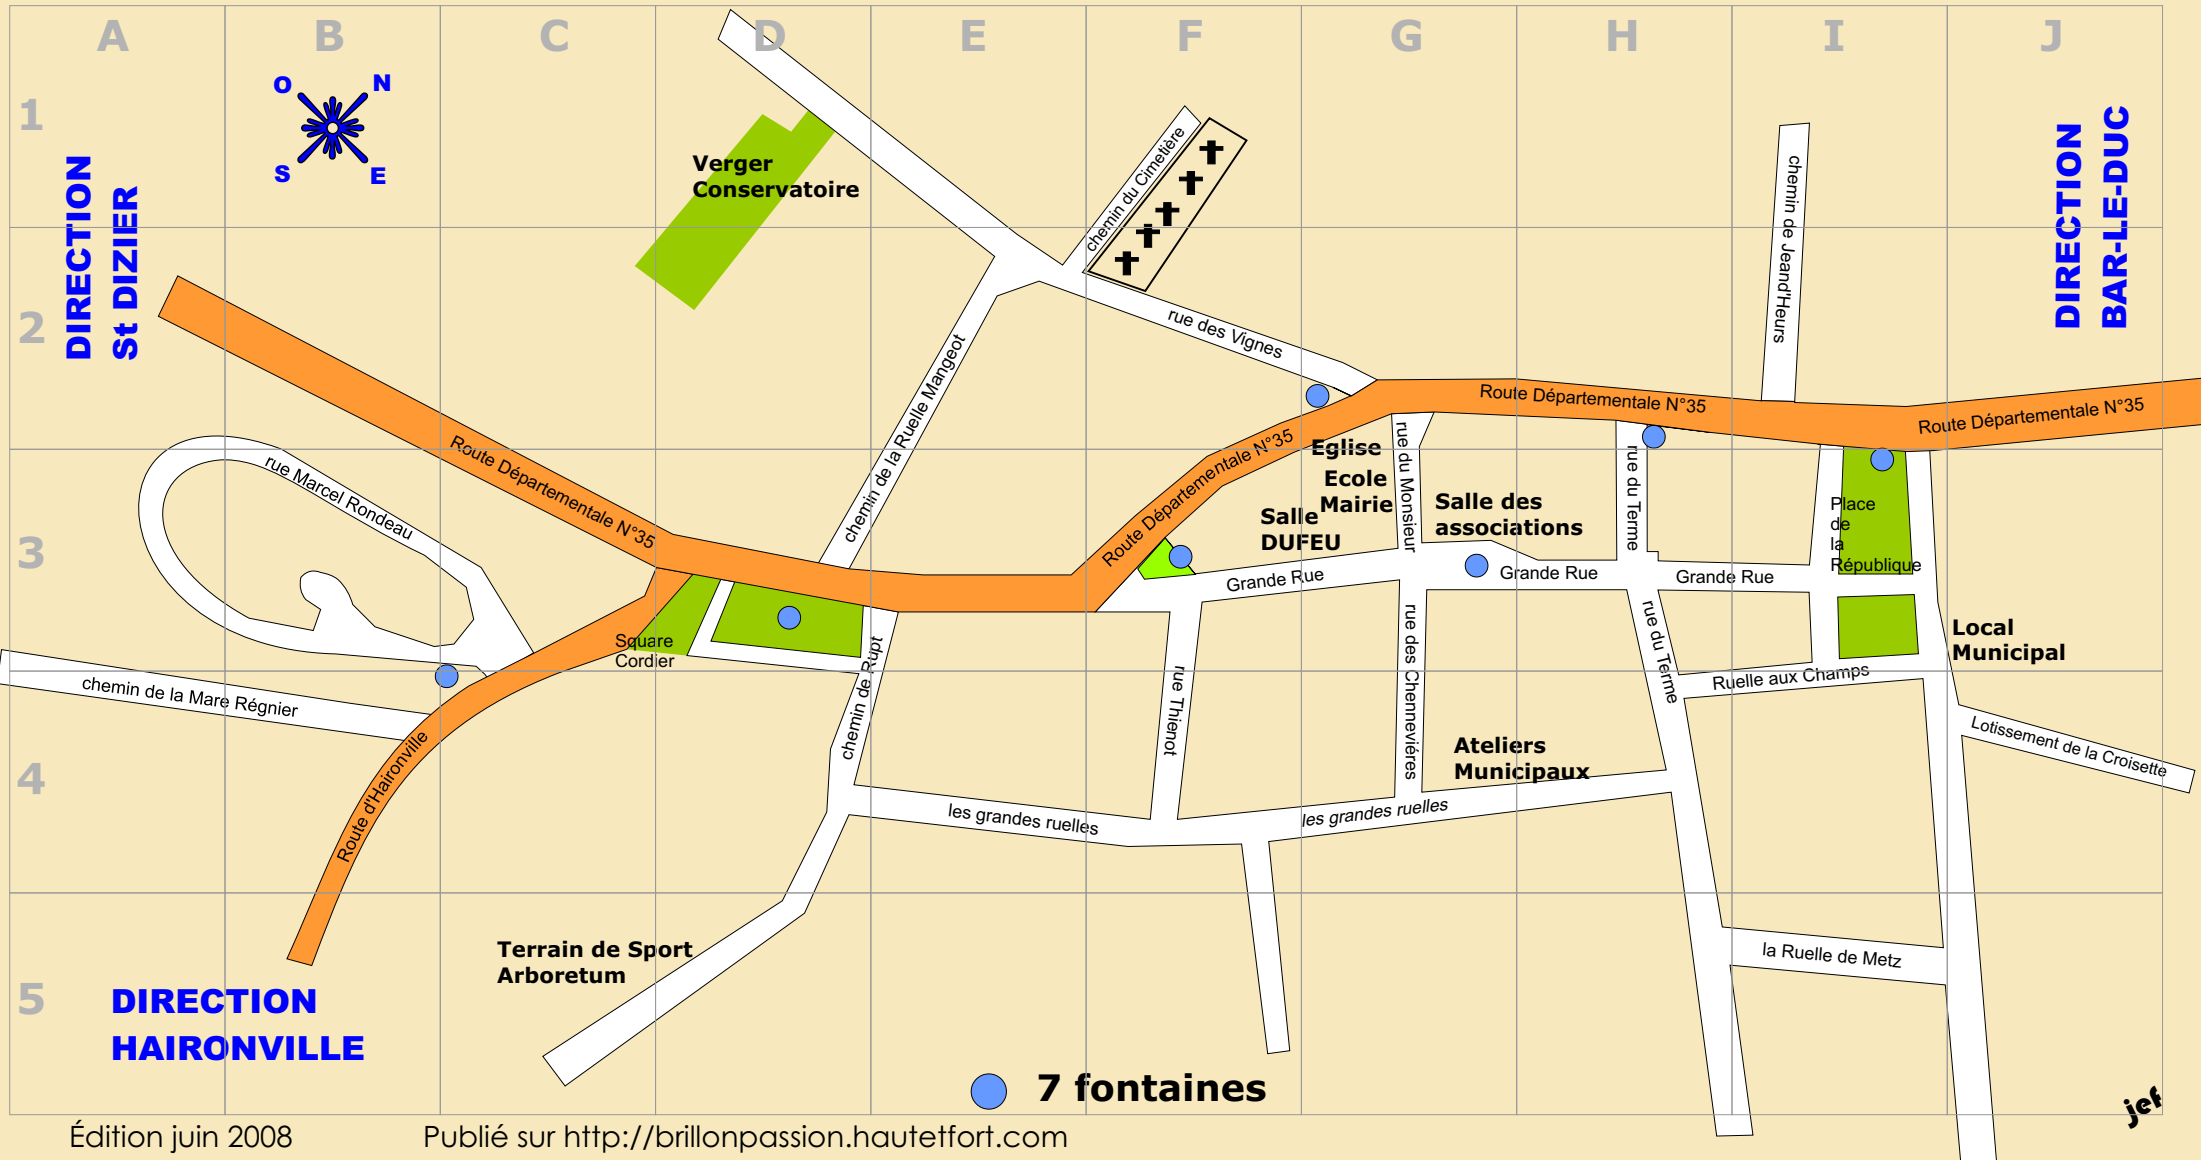 A B C D E F G H I J
1
2
3
4
5
O N
S E
DIRECTION
St DIZIER
DIRECTION
BAR-LE-DUC
Verger
Conservatoire
chemin du Cimetière
chemin de Jeand'Heurs
rue des Vignes
chemin de la Ruelle Mangeot
Route Départementale N°35
Route Départementale N°35
Route Départementale N°35
Route Départementale N°35
rue Marcel Rondeau
Eglise
Ecole
Mairie
rue du Monsieur
Salle des
associations
Salle
DUFEU
rue du Terme
Place
de
la
République
Grande Rue
Grande Rue
Grande Rue
Square
Cordier
chemin de Rupt
rue Thienot
rue des Chenneviéres
rue du Terme
Local
Municipal
Ruelle aux Champs
chemin de la Mare Régnier
Route d'Haironville
Lotissement de la Croisette
Ateliers
Municipaux
les grandes ruelles
les grandes ruelles
Terrain de Sport
Arboretum
la Ruelle de Metz
DIRECTION
HAIRONVILLE
7 fontaines
jef
Édition juin 2008
Publié sur http://brillonpassion.hautetfort.com